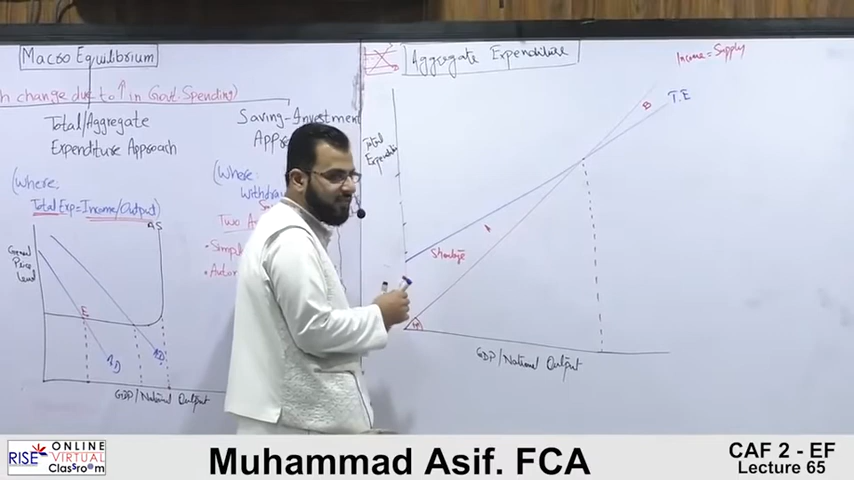 Macro Equilibrium
ch change due to ↑ in Govt-Spending)
Total/Aggregate
Expenditure Approach
(Where:
Total Exp=Income/Output)
General
Price
Level
AS
E
AD
AD
GDP/National Output
Saving-Investment
(Where:
Two
Aggregate Expenditure
Income=Supply
Total
Expenditure
T.E
B
Shortage
45
GDP/National Output
RISE
ONLINE
VIRTUAL
Classroom
Muhammad Asif. FCA
CAF 2 - EF
Lecture 65